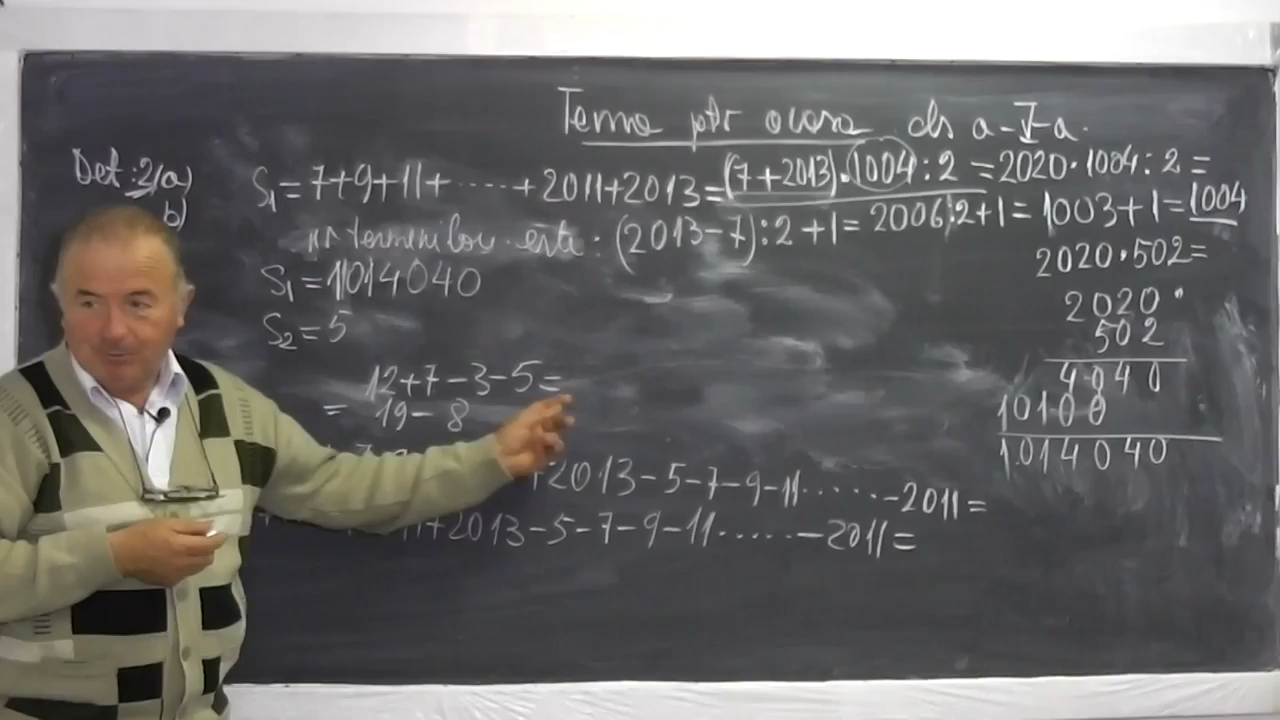 Tema ptr acasa cls a-V-a.
Det: 2/a)
b)
S₁=7+9+11+.....+2011+2013=(7+2013)·1004:2=2020·1004:2=
nr termenilor este: (2013-7):2+1=2006:2+1=1003+1=1004
2020·502=
S₁=1014040
2020·
502
S₂=5
4040
12+7-3-5=
10100
= 19-8
1014040
+2013-5-7-9-11......-2011=
+2013-5-7-9-11......-2011=